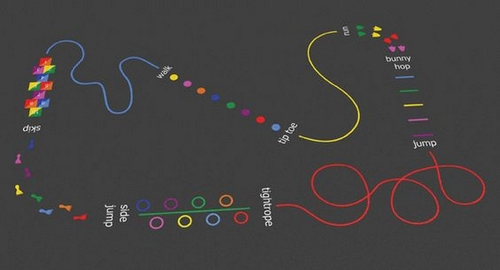 walk
tip toe
run
bunny
hop
jump
tightrope
side
jump
skip